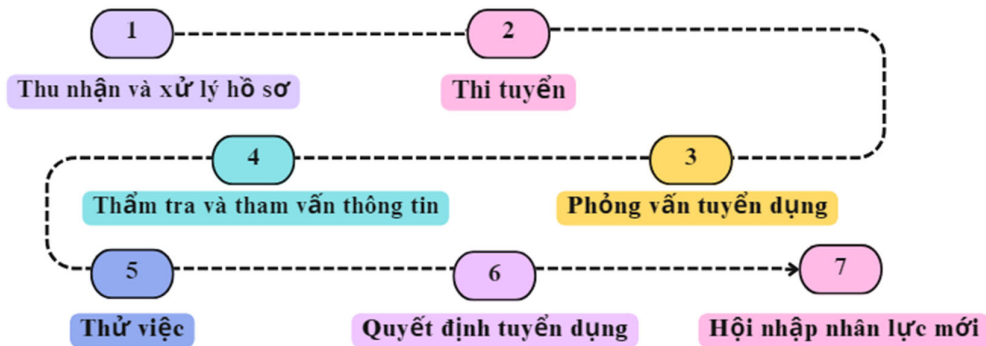 1
Thu nhận và xử lý hồ sơ
2
Thi tuyển
3
Phỏng vấn tuyển dụng
4
Thẩm tra và tham vấn thông tin
5
Thử việc
6
Quyết định tuyển dụng
7
Hội nhập nhân lực mới